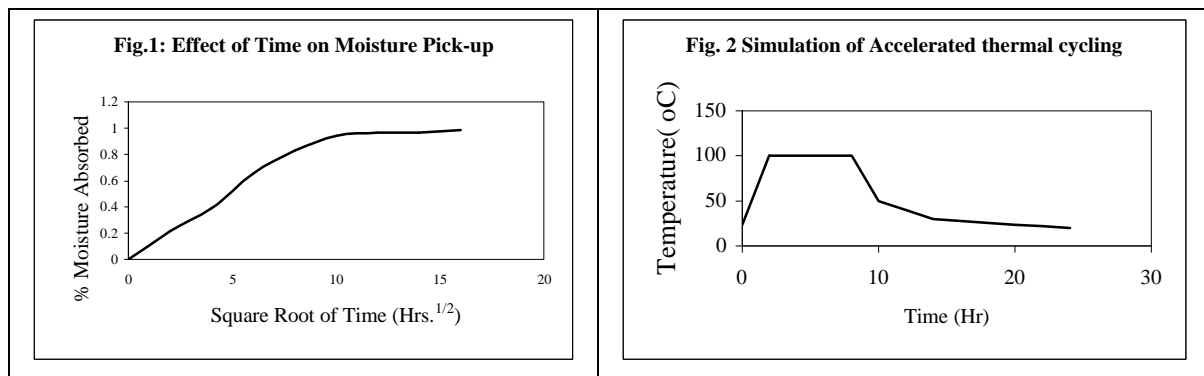 Fig.1: Effect of Time on Moisture Pick-up
1.2
1
0.8
0.6
0.4
0.2
0
% Moisture Absorbed
0 5 10 15 20
Square Root of Time (Hrs.1/2)
Fig. 2 Simulation of Accelerated thermal cycling
150
100
50
0
Temperature( oC)
0 10 20 30
Time (Hr)